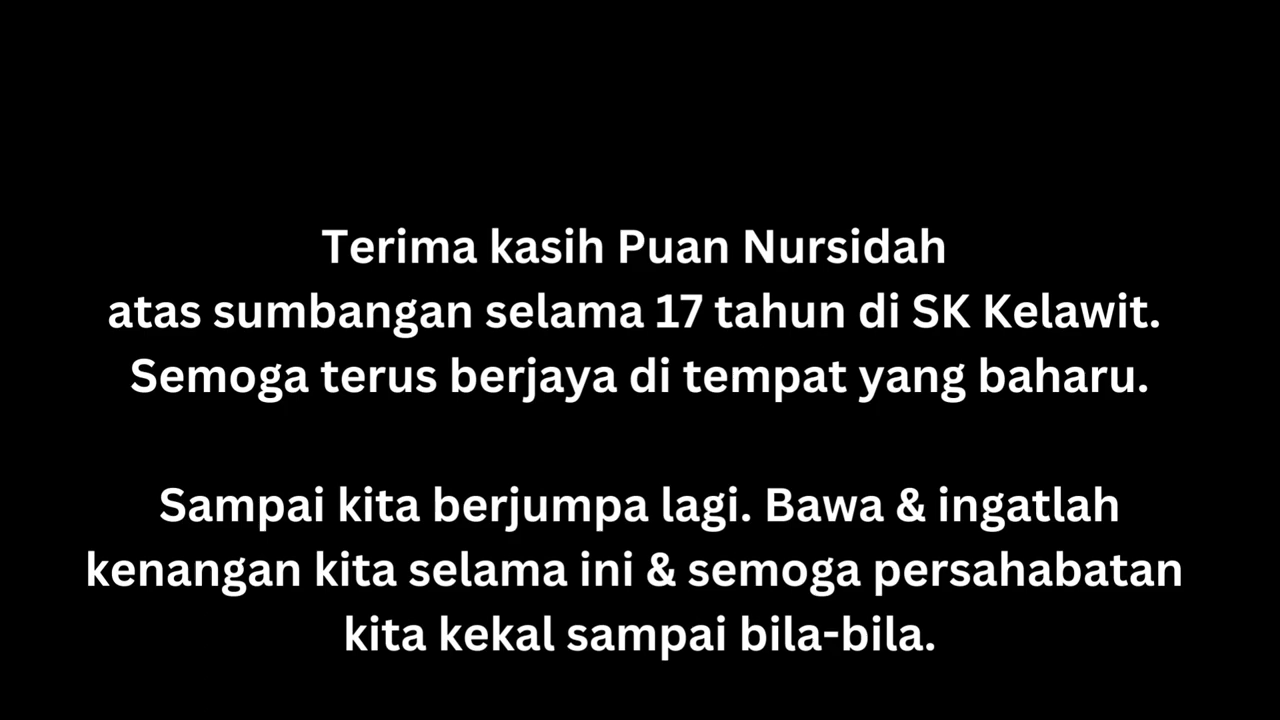 Terima kasih Puan Nursidah
atas sumbangan selama 17 tahun di SK Kelawit.
Semoga terus berjaya di tempat yang baharu.
Sampai kita berjumpa lagi. Bawa & ingatlah
kenangan kita selama ini & semoga persahabatan
kita kekal sampai bila-bila.